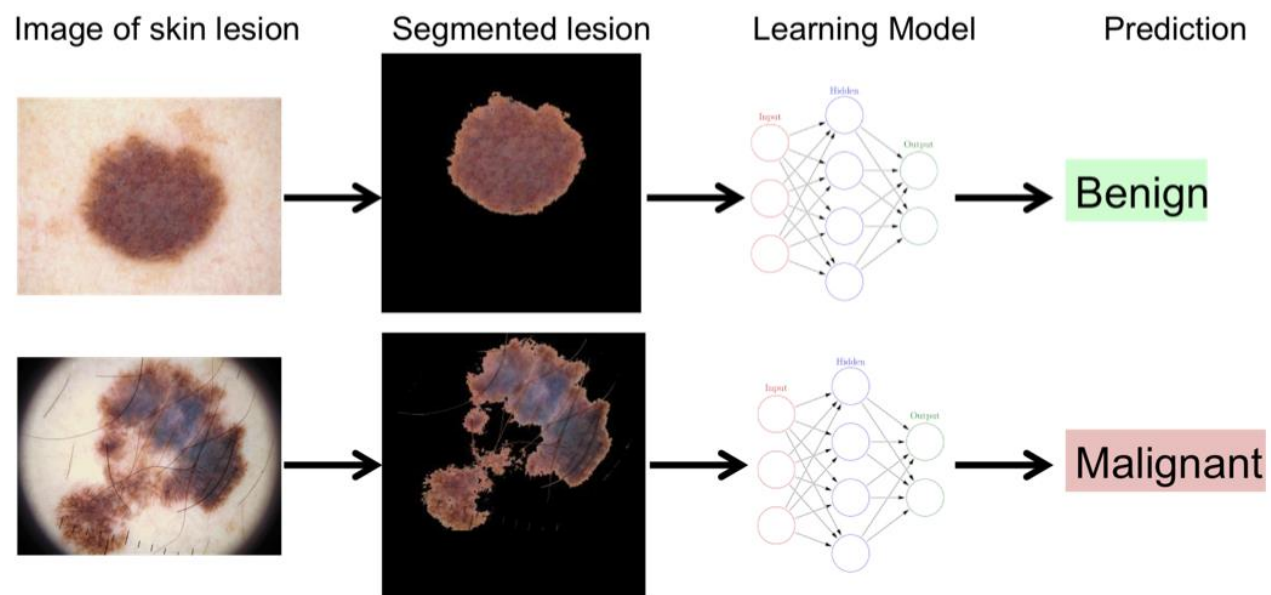 Image of skin lesion
Segmented lesion
Learning Model
Prediction
Input
Hidden
Output
Benign
Input
Hidden
Output
Malignant